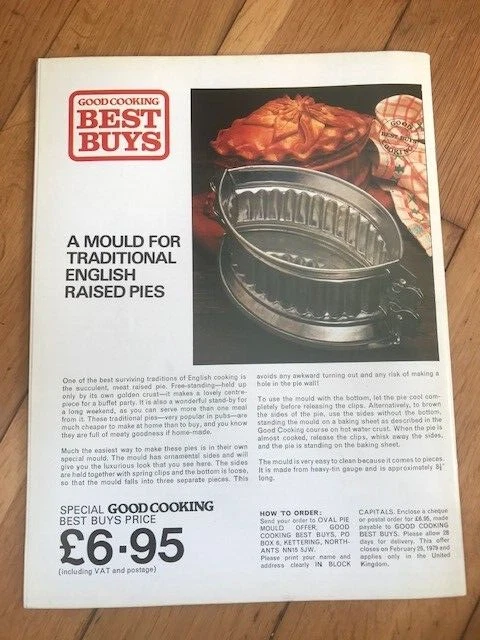 GOOD COOKING
BEST
BUYS
GOOD
BEST BUYS
COOKING
A MOULD FOR
TRADITIONAL
ENGLISH
RAISED PIES
One of the best surviving traditions of English cooking is
the succulent, meat raised pie. Free-standing—held up
only by its own golden crust—it makes a lovely centre-
piece for a buffet party. It is also a wonderful stand-by for
a long weekend, as you can serve more than one meal
from it. These traditional pies—very popular in pubs—are
much cheaper to make at home than to buy, and you know
they are full of meaty goodness if home-made.
Much the easiest way to make these pies is in their own
special mould. The mould has ornamental sides and will
give you the luxurious look that you see here. The sides
are held together with spring clips and the bottom is loose,
so that the mould falls into three separate pieces. This
avoids any awkward turning out and any risk of making a
hole in the pie wall!
To use the mould with the bottom, let the pie cool com-
pletely before releasing the clips. Alternatively, to brown
the sides of the pie, use the sides without the bottom,
standing the mould on a baking sheet as described in the
Good Cooking course on hot water crust. When the pie is
almost cooked, release the clips, whisk away the sides,
and the pie is standing on the baking sheet.
The mould is very easy to clean because it comes to pieces.
It is made from heavy-tin gauge and is approximately 8½"
long.
SPECIAL GOOD COOKING
BEST BUYS PRICE
£6·95
(including VAT and postage)
HOW TO ORDER:
Send your order to OVAL PIE
MOULD OFFER, GOOD
COOKING BEST BUYS, PO
BOX 6, KETTERING, NORTH-
ANTS NN15 5JW.
Please print your name and
address clearly IN BLOCK
CAPITALS. Enclose a cheque
or postal order for £6.95, made
payable to GOOD COOKING
BEST BUYS. Please allow 28
days for delivery. This offer
closes on February 25, 1979 and
applies only in the United
Kingdom.